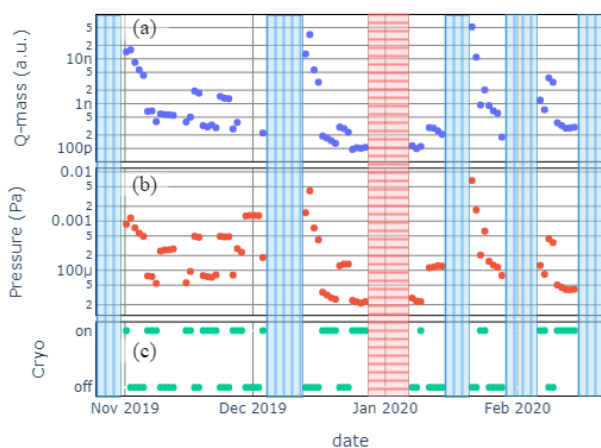 (a)
Q-mass (a.u.)
5
2
10n
5
2
1n
5
2
100p
(b)
Pressure (Pa)
0.01
5
2
0.001
5
2
100μ
5
2
(c)
Cryo
on
off
Nov 2019 Dec 2019 Jan 2020 Feb 2020
date